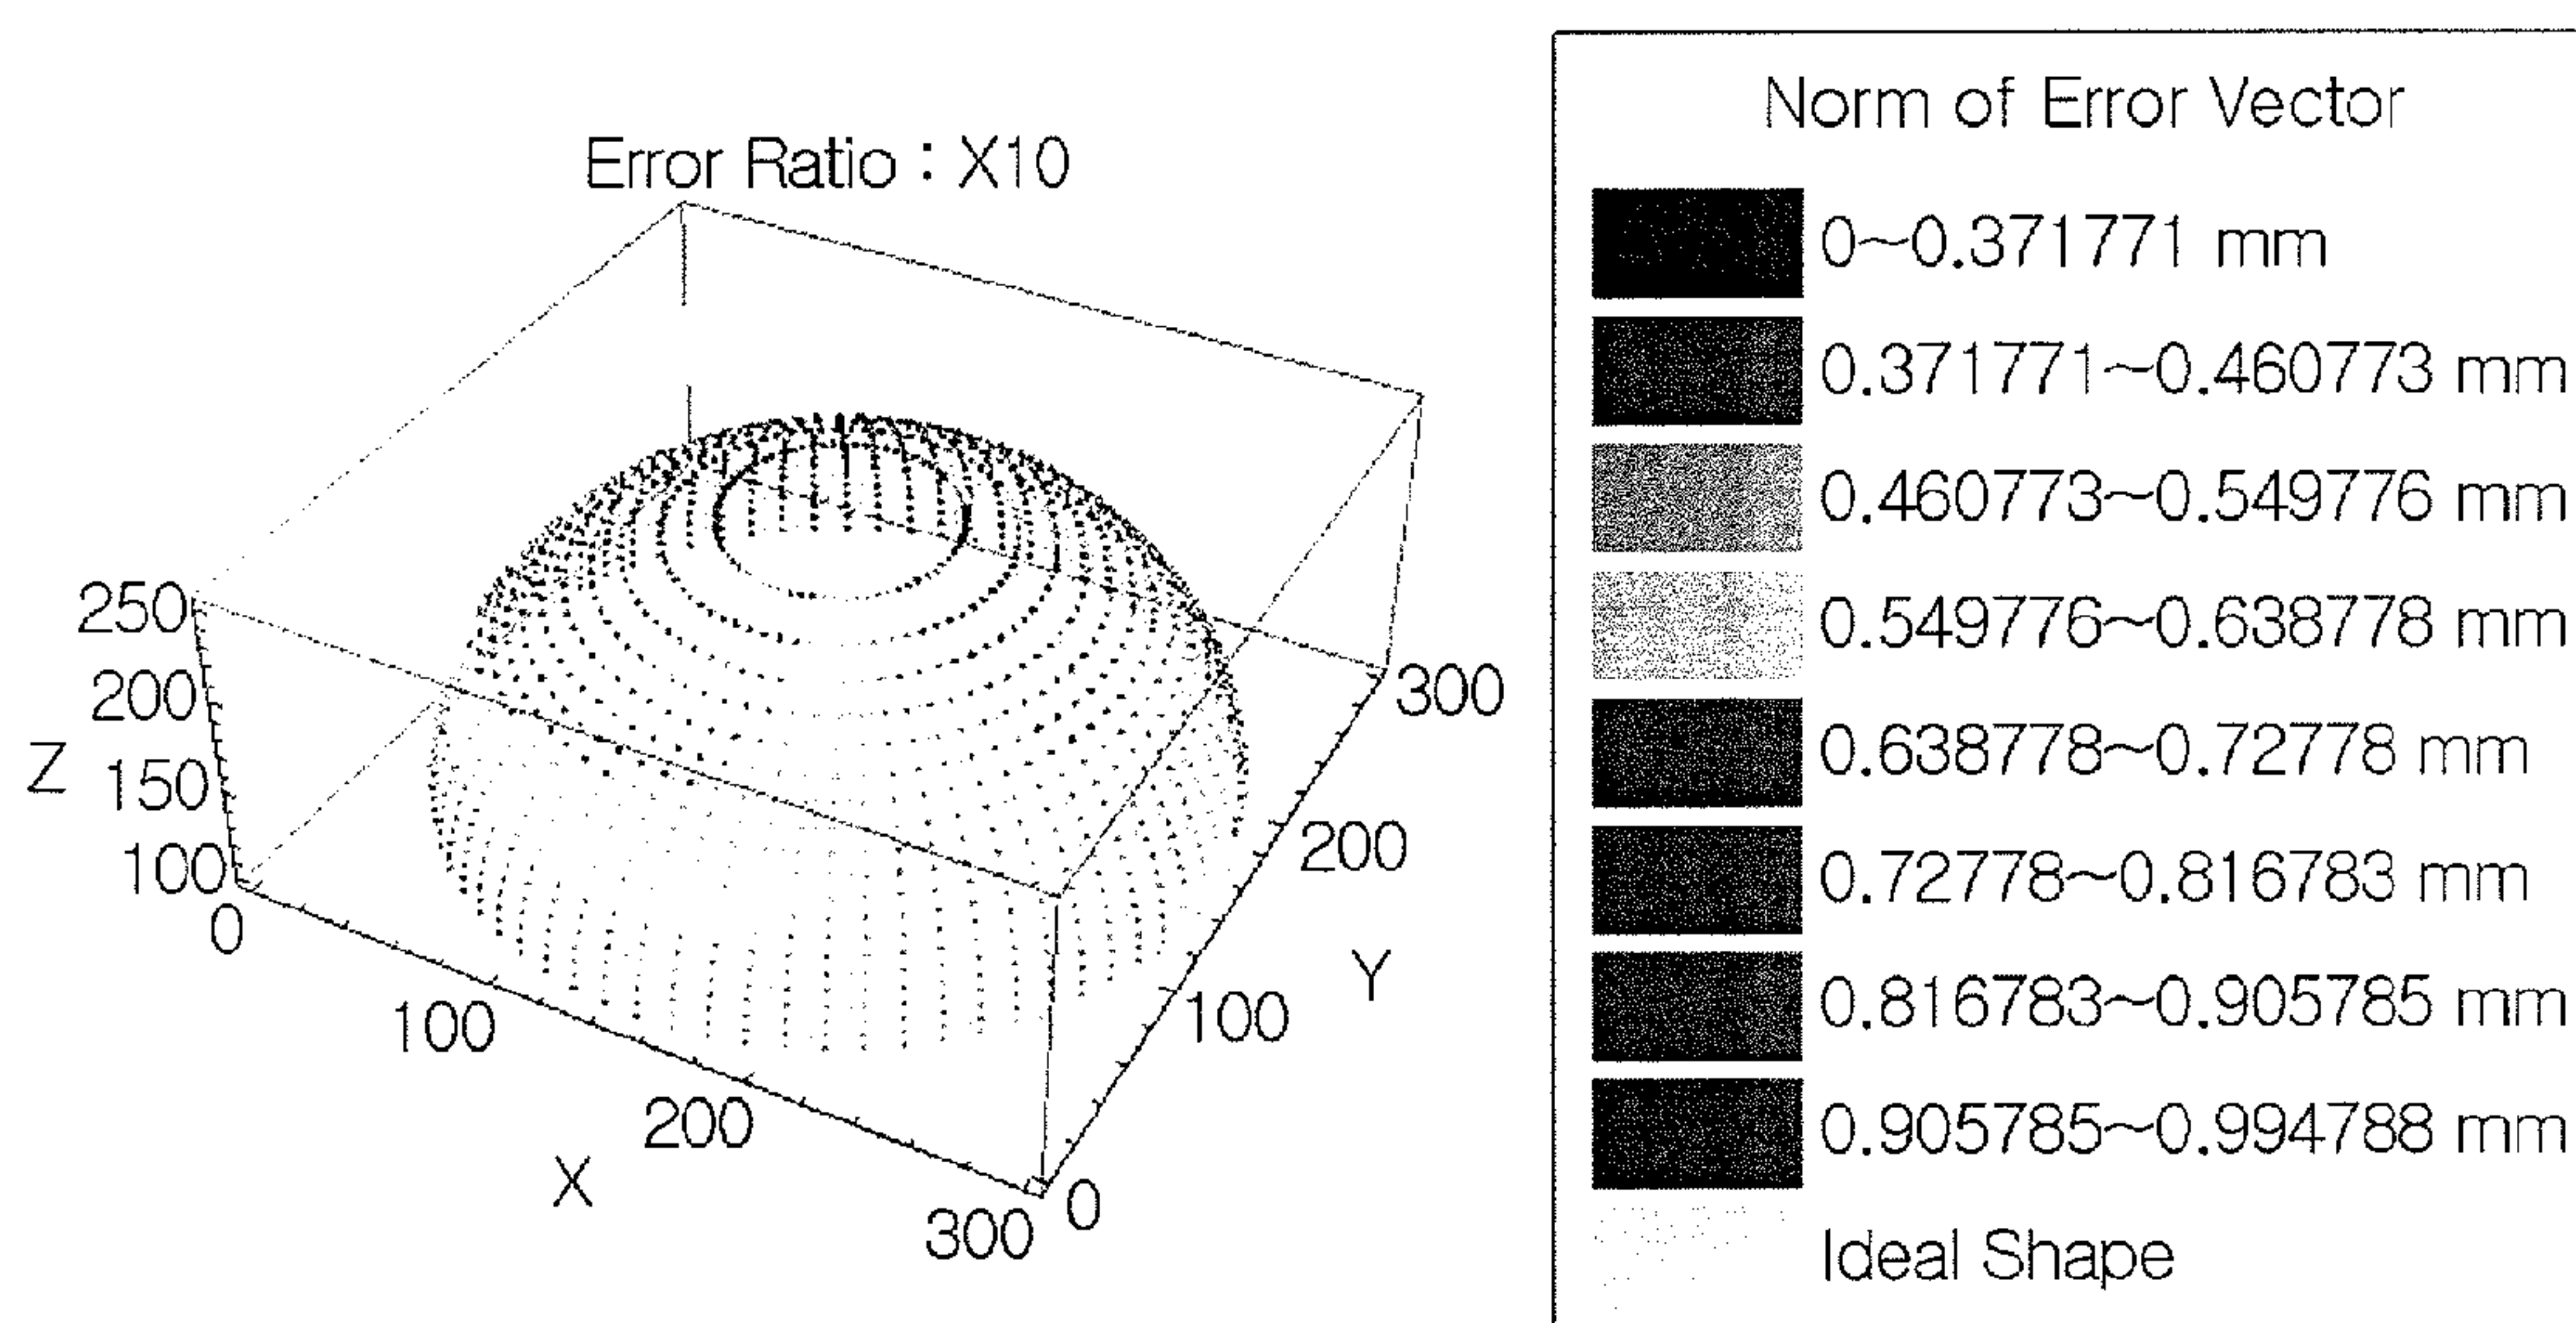 Error Ratio : X10
250
200
Z
150
100
0
100
200
X
300
0
100
Y
200
300
Norm of Error Vector
0~0.371771 mm
0.371771~0.460773 mm
0.460773~0.549776 mm
0.549776~0.638778 mm
0.638778~0.72778 mm
0.72778~0.816783 mm
0.816783~0.905785 mm
0.905785~0.994788 mm
Ideal Shape